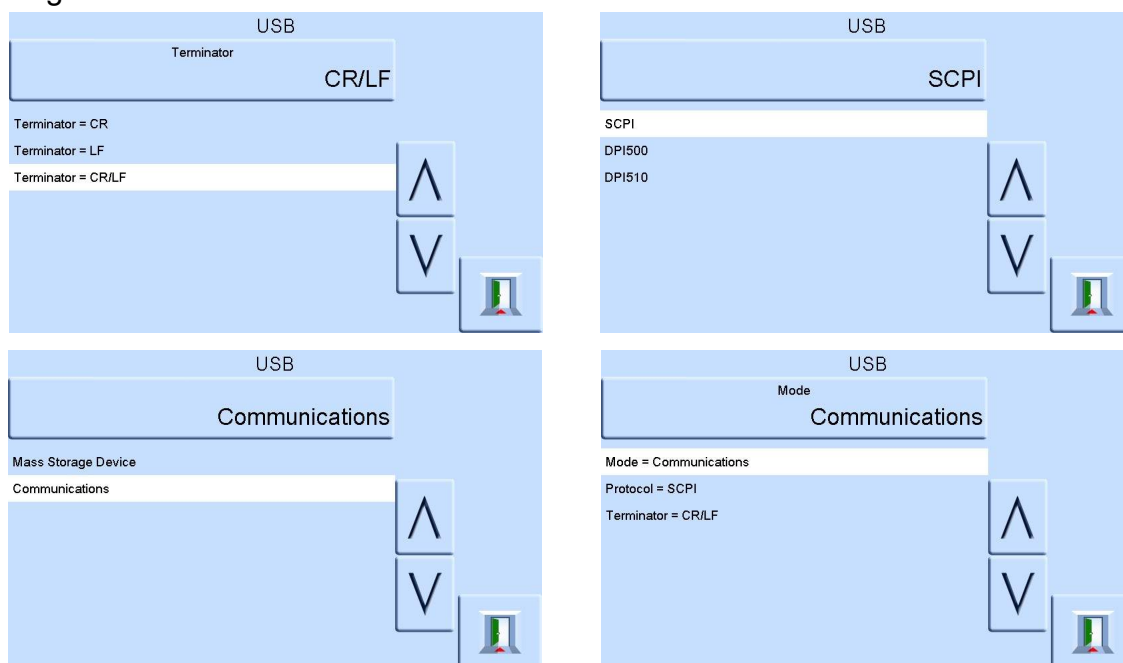 USB
Terminator
CR/LF
Terminator = CR
Terminator = LF
Terminator = CR/LF
USB
SCPI
SCPI
DPI500
DPI510
USB
Communications
Mass Storage Device
Communications
USB
Mode
Communications
Mode = Communications
Protocol = SCPI
Terminator = CR/LF